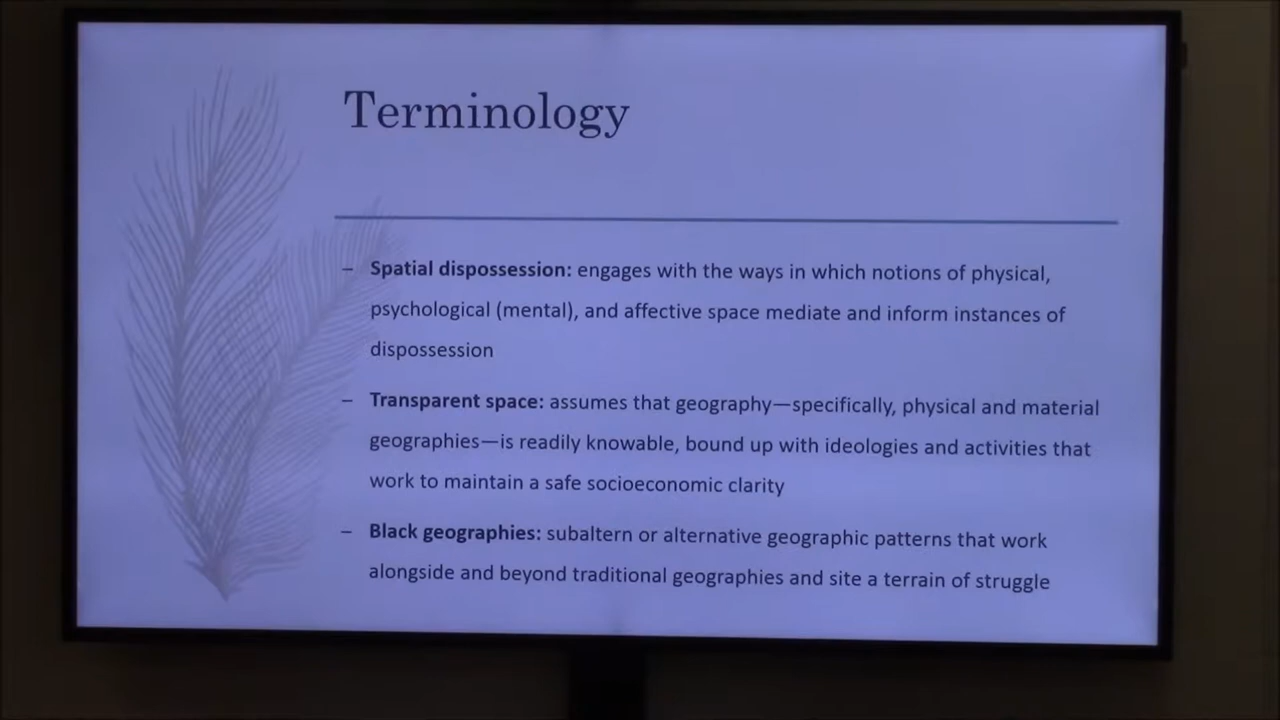 Terminology
– Spatial dispossession: engages with the ways in which notions of physical,
psychological (mental), and affective space mediate and inform instances of
dispossession
– Transparent space: assumes that geography—specifically, physical and material
geographies—is readily knowable, bound up with ideologies and activities that
work to maintain a safe socioeconomic clarity
– Black geographies: subaltern or alternative geographic patterns that work
alongside and beyond traditional geographies and site a terrain of struggle